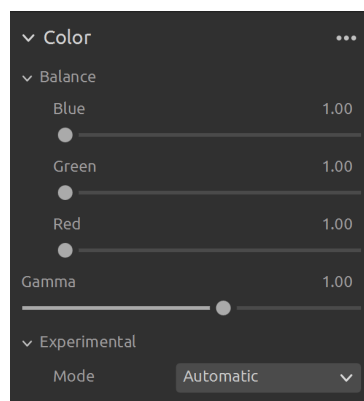 Color
Balance
Blue 1.00
Green 1.00
Red 1.00
Gamma 1.00
Experimental
Mode Automatic